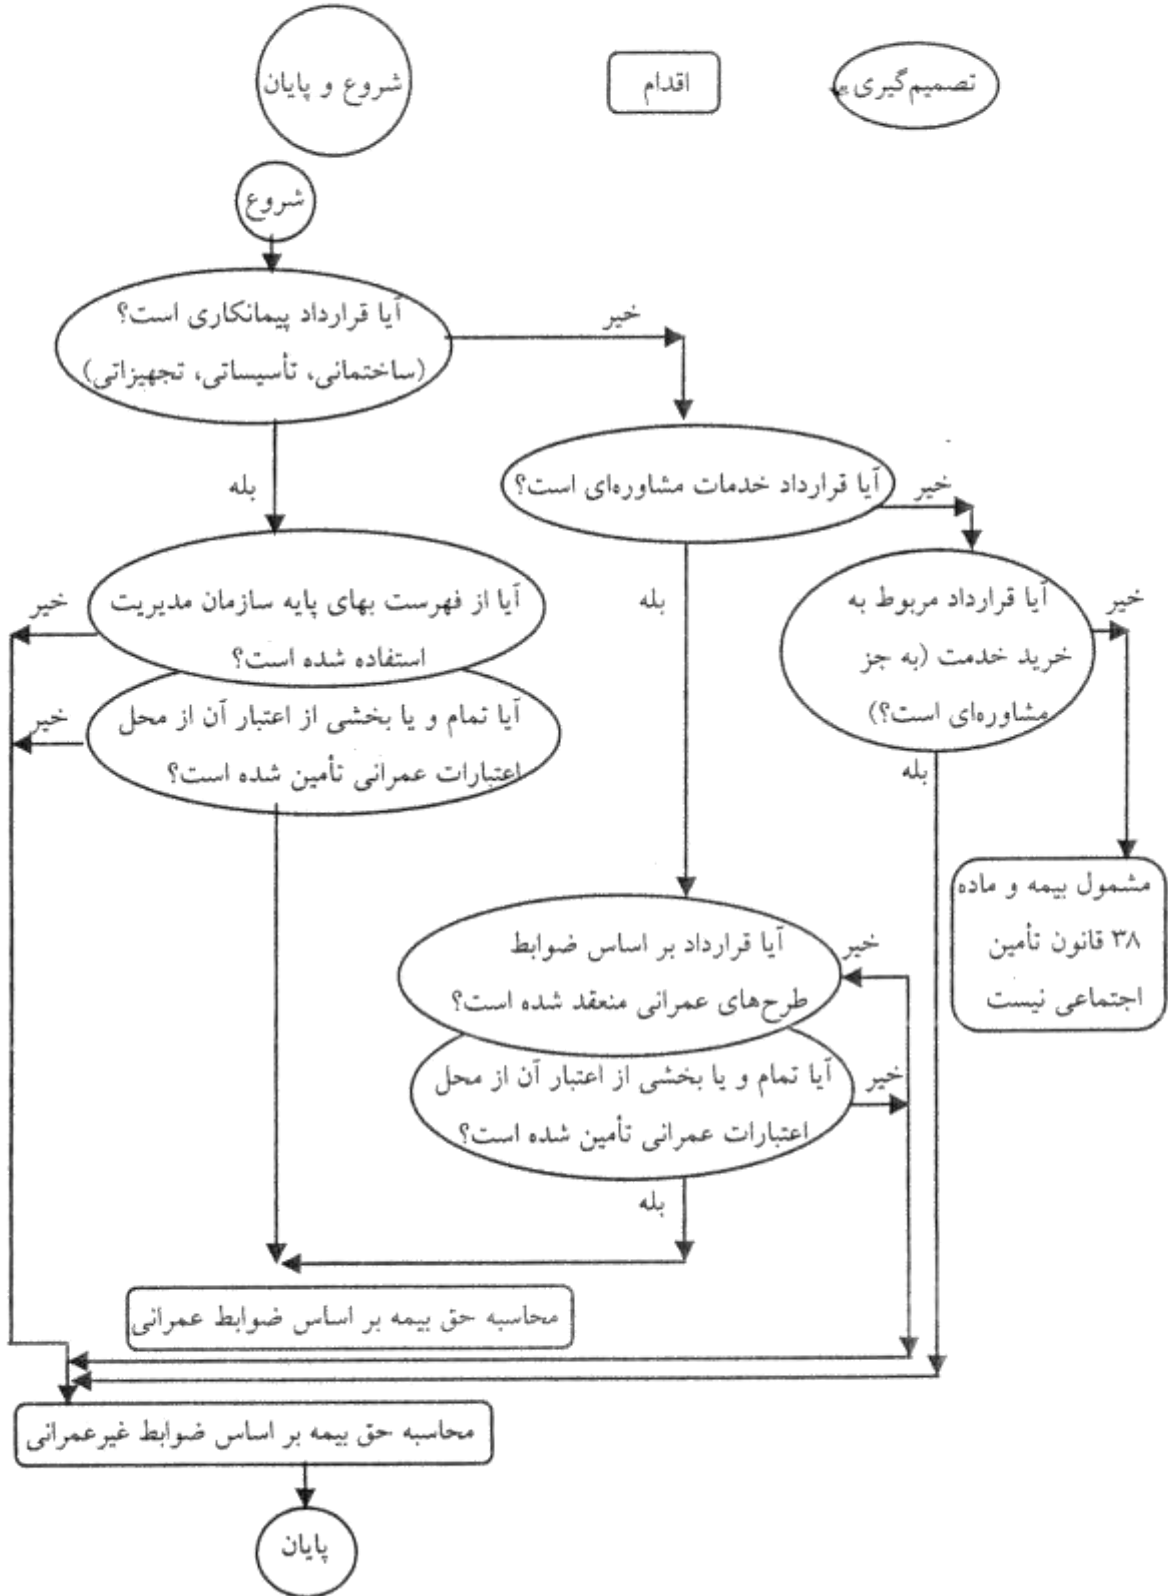 تصمیم‌گیری
اقدام
شروع و پایان
شروع
آیا قرارداد پیمانکاری است؟
(ساختمانی، تأسیساتی، تجهیزاتی)
خیر
بله
آیا قرارداد خدمات مشاوره‌ای است؟
خیر
بله
آیا قرارداد مربوط به
خرید خدمت (به جز
مشاوره‌ای است؟)
خیر
بله
مشمول بیمه و ماده
۳۸ قانون تأمین
اجتماعی نیست
آیا از فهرست بهای پایه سازمان مدیریت
استفاده شده است؟
خیر
آیا تمام و یا بخشی از اعتبار آن از محل
اعتبارات عمرانی تأمین شده است؟
خیر
آیا قرارداد بر اساس ضوابط
طرح‌های عمرانی منعقد شده است؟
خیر
آیا تمام و یا بخشی از اعتبار آن از محل
اعتبارات عمرانی تأمین شده است؟
خیر
بله
محاسبه حق بیمه بر اساس ضوابط عمرانی
محاسبه حق بیمه بر اساس ضوابط غیرعمرانی
پایان